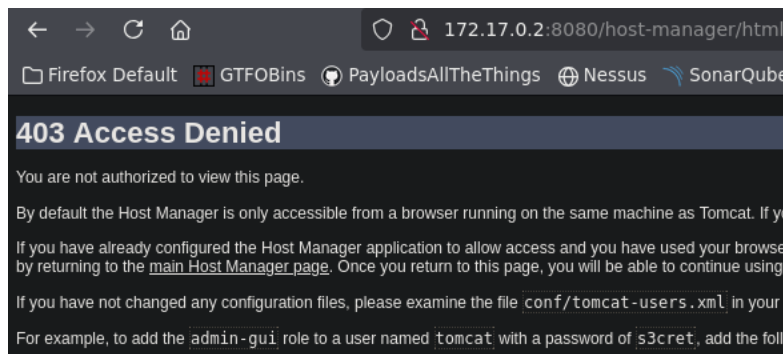 172.17.0.2:8080/host-manager/html
Firefox Default GTFOBins PayloadsAllTheThings Nessus SonarQube
403 Access Denied
You are not authorized to view this page.
By default the Host Manager is only accessible from a browser running on the same machine as Tomcat. If yo
If you have already configured the Host Manager application to allow access and you have used your browse
by returning to the main Host Manager page. Once you return to this page, you will be able to continue using
If you have not changed any configuration files, please examine the file conf/tomcat-users.xml in your
For example, to add the admin-gui role to a user named tomcat with a password of s3cret, add the foll